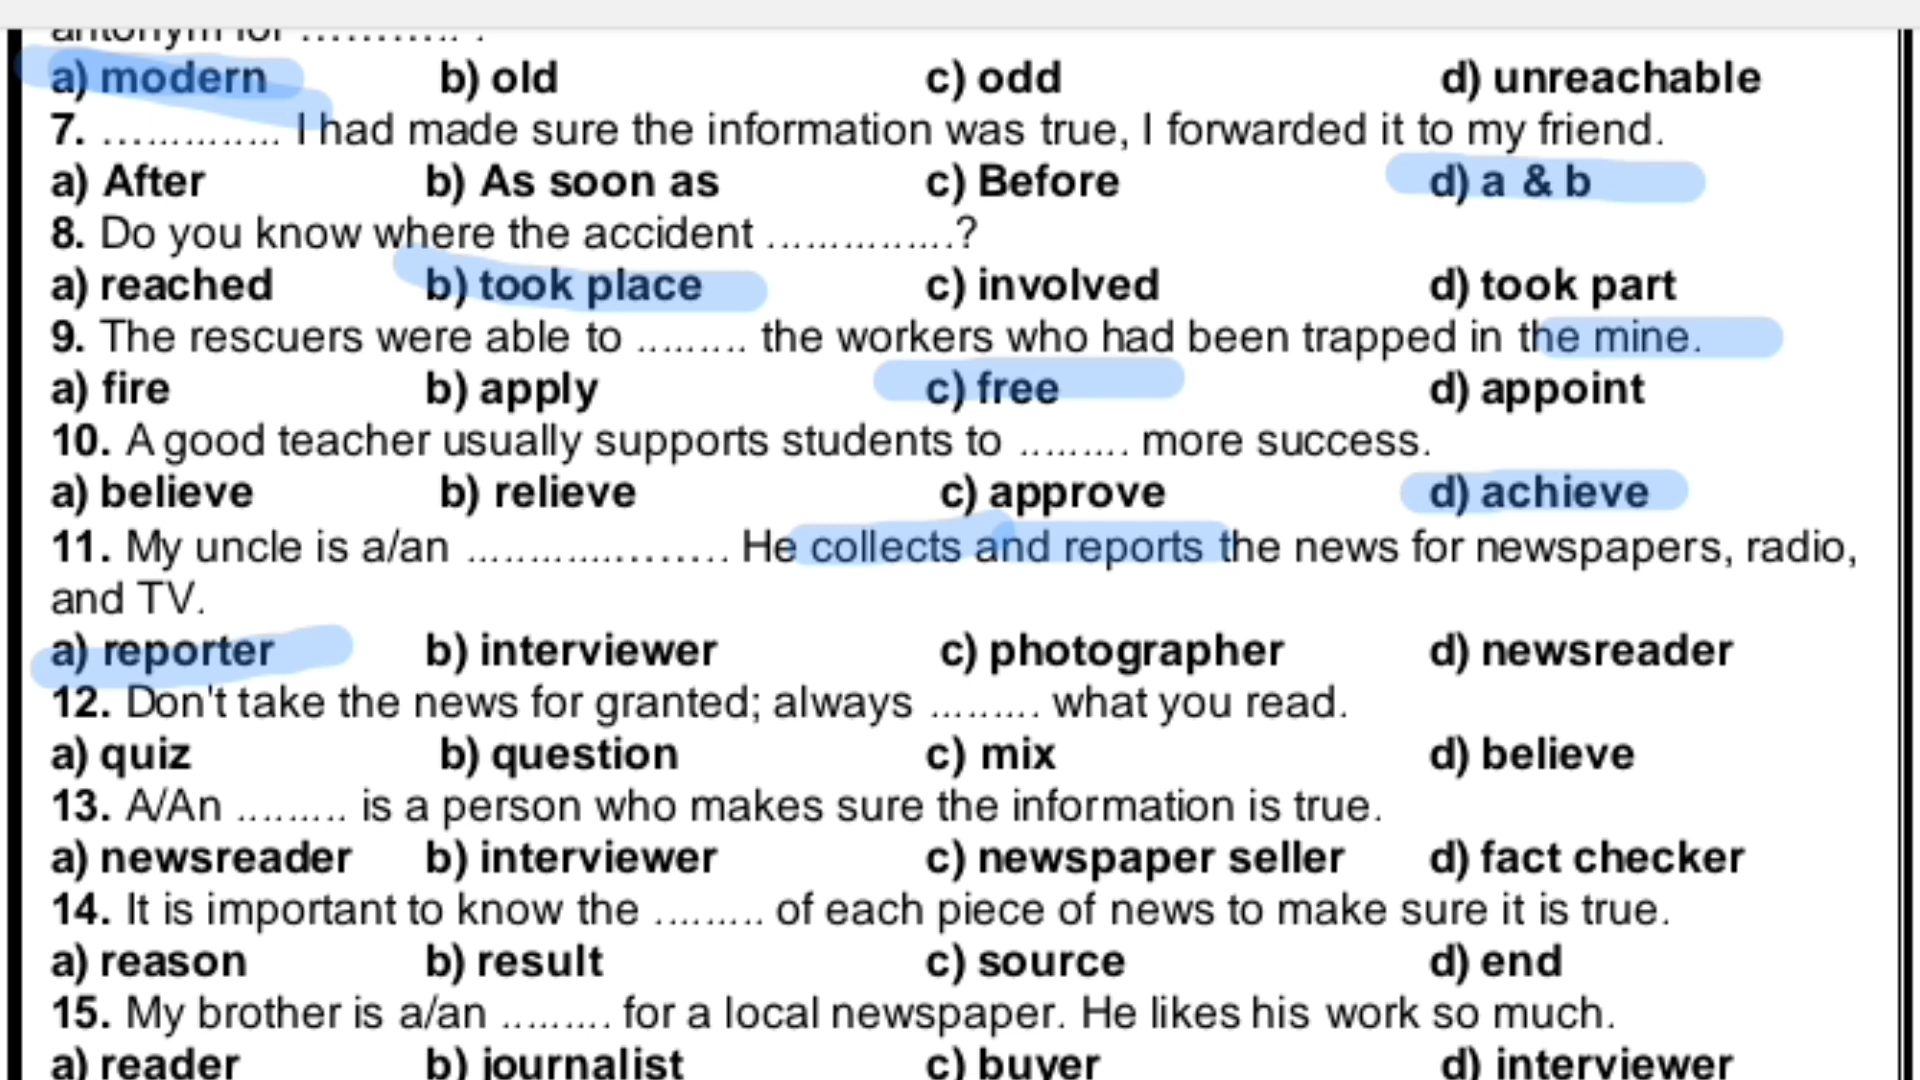 antonym for ............ .
a) modern b) old c) odd d) unreachable
7. .............. I had made sure the information was true, I forwarded it to my friend.
a) After b) As soon as c) Before d) a & b
8. Do you know where the accident ...............?
a) reached b) took place c) involved d) took part
9. The rescuers were able to ......... the workers who had been trapped in the mine.
a) fire b) apply c) free d) appoint
10. A good teacher usually supports students to ......... more success.
a) believe b) relieve c) approve d) achieve
11. My uncle is a/an ..................... He collects and reports the news for newspapers, radio,
and TV.
a) reporter b) interviewer c) photographer d) newsreader
12. Don't take the news for granted; always ......... what you read.
a) quiz b) question c) mix d) believe
13. A/An ......... is a person who makes sure the information is true.
a) newsreader b) interviewer c) newspaper seller d) fact checker
14. It is important to know the ......... of each piece of news to make sure it is true.
a) reason b) result c) source d) end
15. My brother is a/an ......... for a local newspaper. He likes his work so much.
a) reader b) journalist c) buyer d) interviewer